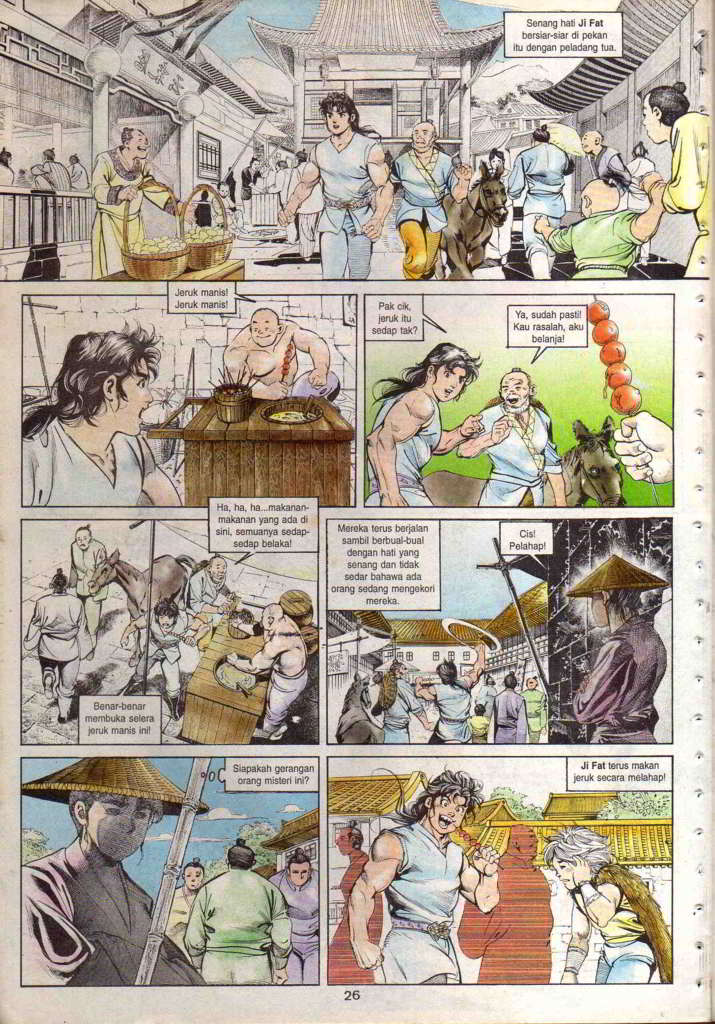 Senang hati Ji Fat
bersiar-siar di pekan
itu dengan peladang tua.
Jeruk manis!
Jeruk manis!
Pak cik,
jeruk itu
sedap tak?
Ya, sudah pasti!
Kau rasalah, aku
belanja!
Ha, ha, ha...makanan-
makanan yang ada di
sini, semuanya sedap-
sedap belaka!
Benar-benar
membuka selera
jeruk manis ini!
Mereka terus berjalan
sambil berbual-bual
dengan hati yang
senang dan tidak
sedar bahawa ada
orang sedang mengekori
mereka.
Cis!
Pelahap!
Siapakah gerangan
orang misteri ini?
Ji Fat terus makan
jeruk secara melahap!
26